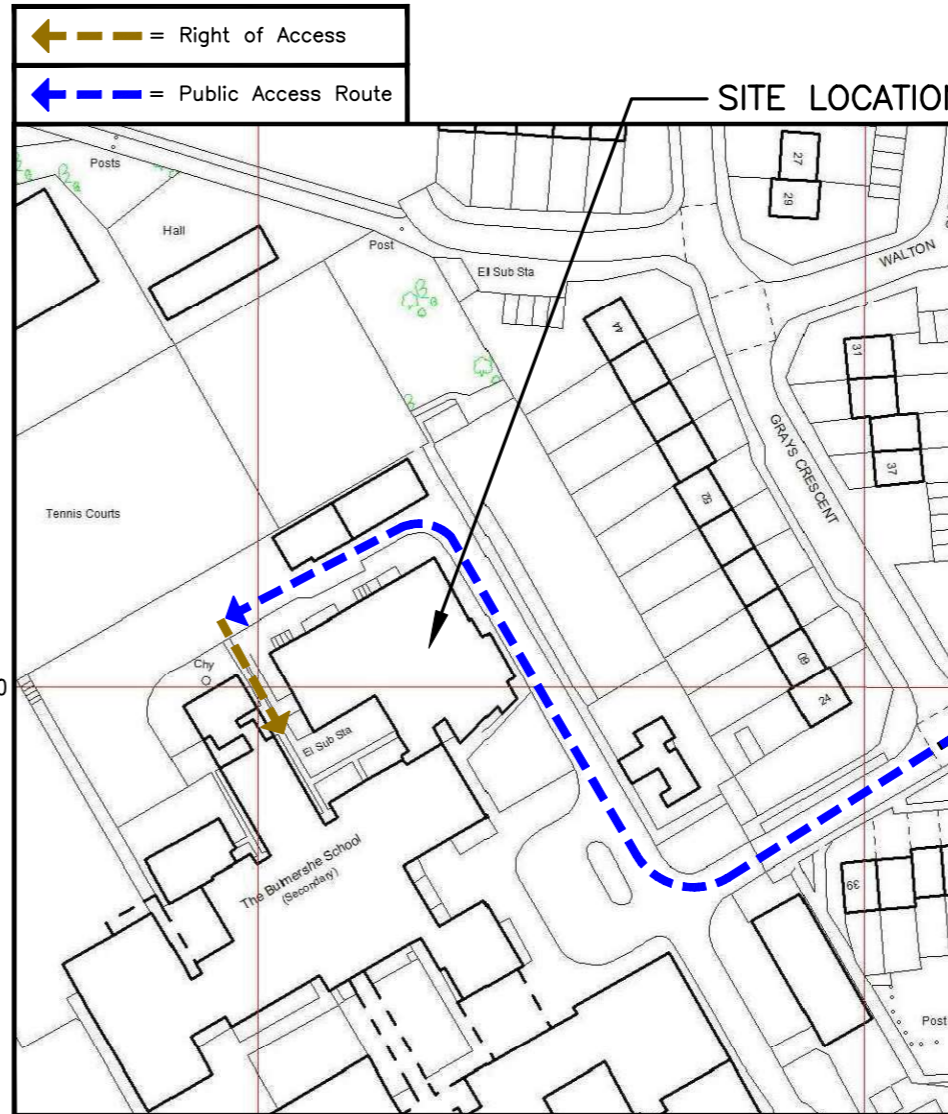 = Right of Access
= Public Access Route
SITE LOCATION
Posts
Hall
Post
El Sub Sta
27
29
WALTON
44
31
37
GRAYS CRESCENT
52
Tennis Courts
60
24
Chy
0
El Sub Sta
The Bulmershe School
(Secondary)
39
Post